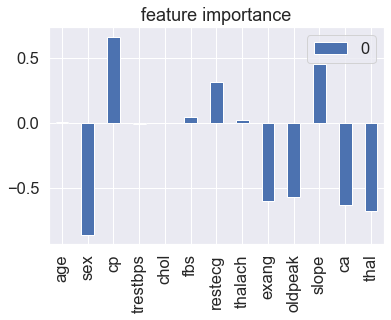 feature importance
0
0.5
0.0
−0.5
age
sex
cp
trestbps
chol
fbs
restecg
thalach
exang
oldpeak
slope
ca
thal